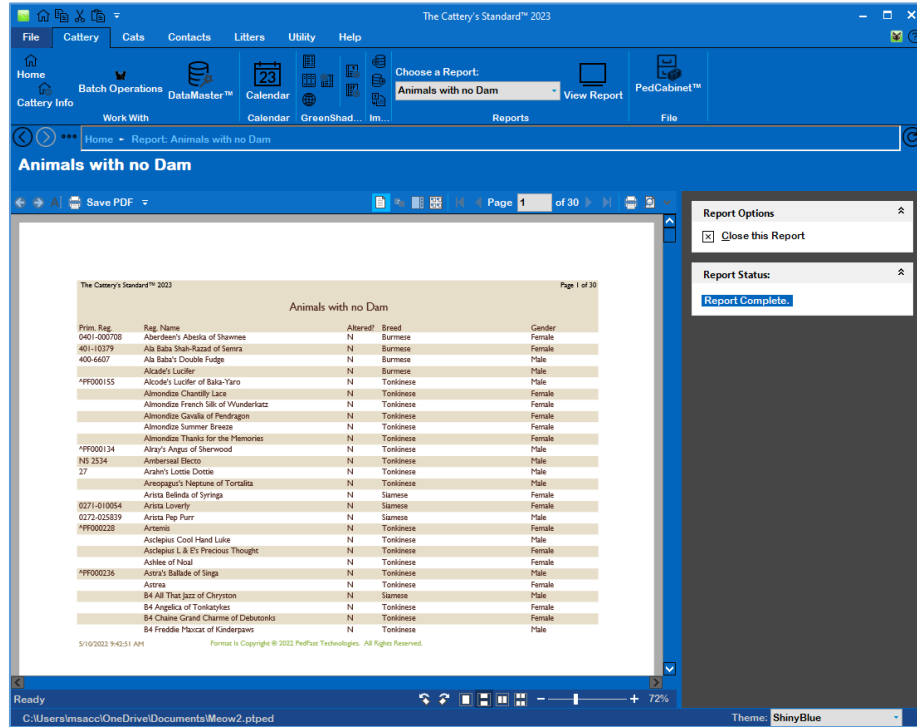 The Cattery's Standard™ 2023
File Cattery Cats Contacts Litters Utility Help
Home
Cattery Info
Batch Operations
DataMaster™
Work With
23
Calendar
Calendar
GreenShad...
Im...
Choose a Report:
Animals with no Dam
View Report
Reports
PedCabinet™
File
Home Report: Animals with no Dam
Animals with no Dam
Save PDF Page 1 of 30
The Cattery's Standard™ 2023 Page 1 of 30
Animals with no Dam
Prim. Reg. Reg. Name Altered? Breed Gender
0401-000708 Aberdeen's Abeska of Shawnee N Burmese Female
401-10379 Ala Baba Shah-Razad of Semra N Burmese Female
400-6607 Ala Baba's Double Fudge N Burmese Male
Alcade's Lucifer N Burmese Male
^PF000155 Alcode's Lucifer of Baka-Yaro N Tonkinese Male
Almondize Chantilly Lace N Tonkinese Female
Almondize French Silk of Wunderkatz N Tonkinese Female
Almondize Gavalia of Pendragon N Tonkinese Female
Almondize Summer Breeze N Tonkinese Female
Almondize Thanks for the Memories N Tonkinese Female
^PF000134 Alray's Angus of Sherwood N Tonkinese Male
NS 2534 Amberseal Electo N Tonkinese Male
27 Arahn's Lottie Dottie N Tonkinese Male
Areopagus's Neptune of Tortalita N Tonkinese Male
Arista Belinda of Syringa N Siamese Female
0271-010054 Arista Loverly N Siamese Female
0272-025839 Arista Pep Purr N Siamese Male
^PF000228 Artemis N Tonkinese Female
Asclepius Cool Hand Luke N Tonkinese Male
Asclepius L & E's Precious Thought N Tonkinese Female
Ashlee of Noal N Tonkinese Female
^PF000236 Astra's Ballade of Singa N Tonkinese Male
Astrea N Tonkinese Female
B4 All That Jazz of Chryston N Siamese Male
B4 Angelica of Tonkatykes N Tonkinese Female
B4 Chaine Grand Charme of Debutonks N Tonkinese Female
B4 Freddie Maxcat of Kinderpaws N Tonkinese Male
5/10/2022 9:42:51 AM Format Is Copyright © 2022 PedFast Technologies. All Rights Reserved.
Report Options
Close this Report
Report Status:
Report Complete.
Ready 72%
C:\Users\msacc\OneDrive\Documents\Meow2.ptped Theme: ShinyBlue